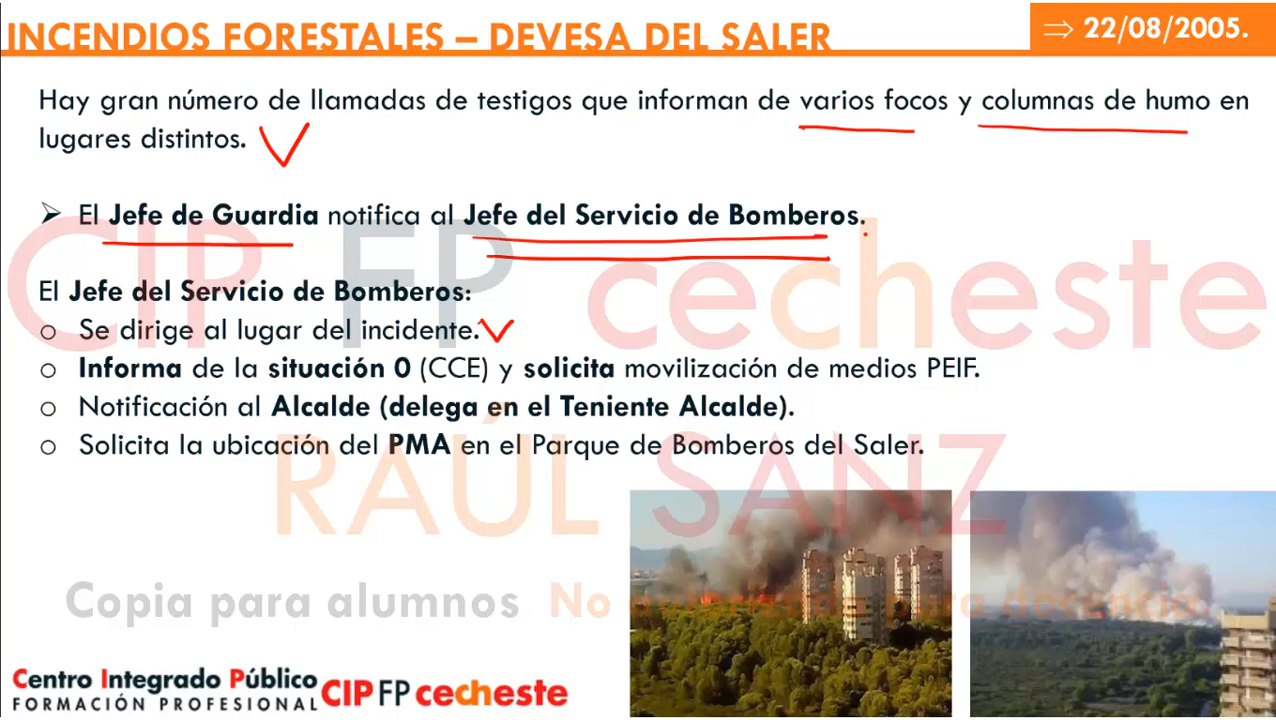 INCENDIOS FORESTALES – DEVESA DEL SALER
⇒ 22/08/2005.
Hay gran número de llamadas de testigos que informan de varios focos y columnas de humo en
lugares distintos.
➢ El Jefe de Guardia notifica al Jefe del Servicio de Bomberos.
El Jefe del Servicio de Bomberos:
o Se dirige al lugar del incidente.
o Informa de la situación 0 (CCE) y solicita movilización de medios PEIF.
o Notificación al Alcalde (delega en el Teniente Alcalde).
o Solicita la ubicación del PMA en el Parque de Bomberos del Saler.
CIP FP cecheste
RAÚL SANZ
Copia para alumnos. No para docencia
Centro Integrado Público
FORMACIÓN PROFESIONAL
CIP FP cecheste